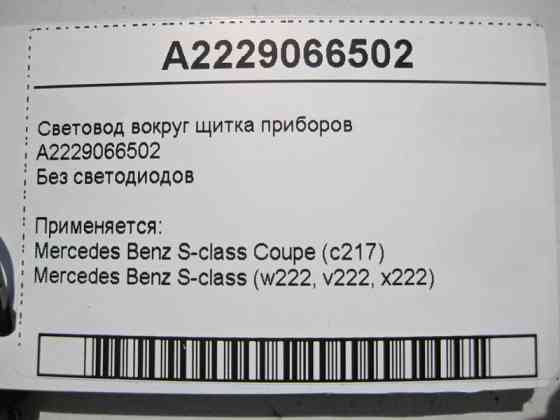 A2229066502
Световод вокруг щитка приборов
A2229066502
Без светодиодов
Применяется:
Mercedes Benz S-class Coupe (c217)
Mercedes Benz S-class (w222, v222, x222)